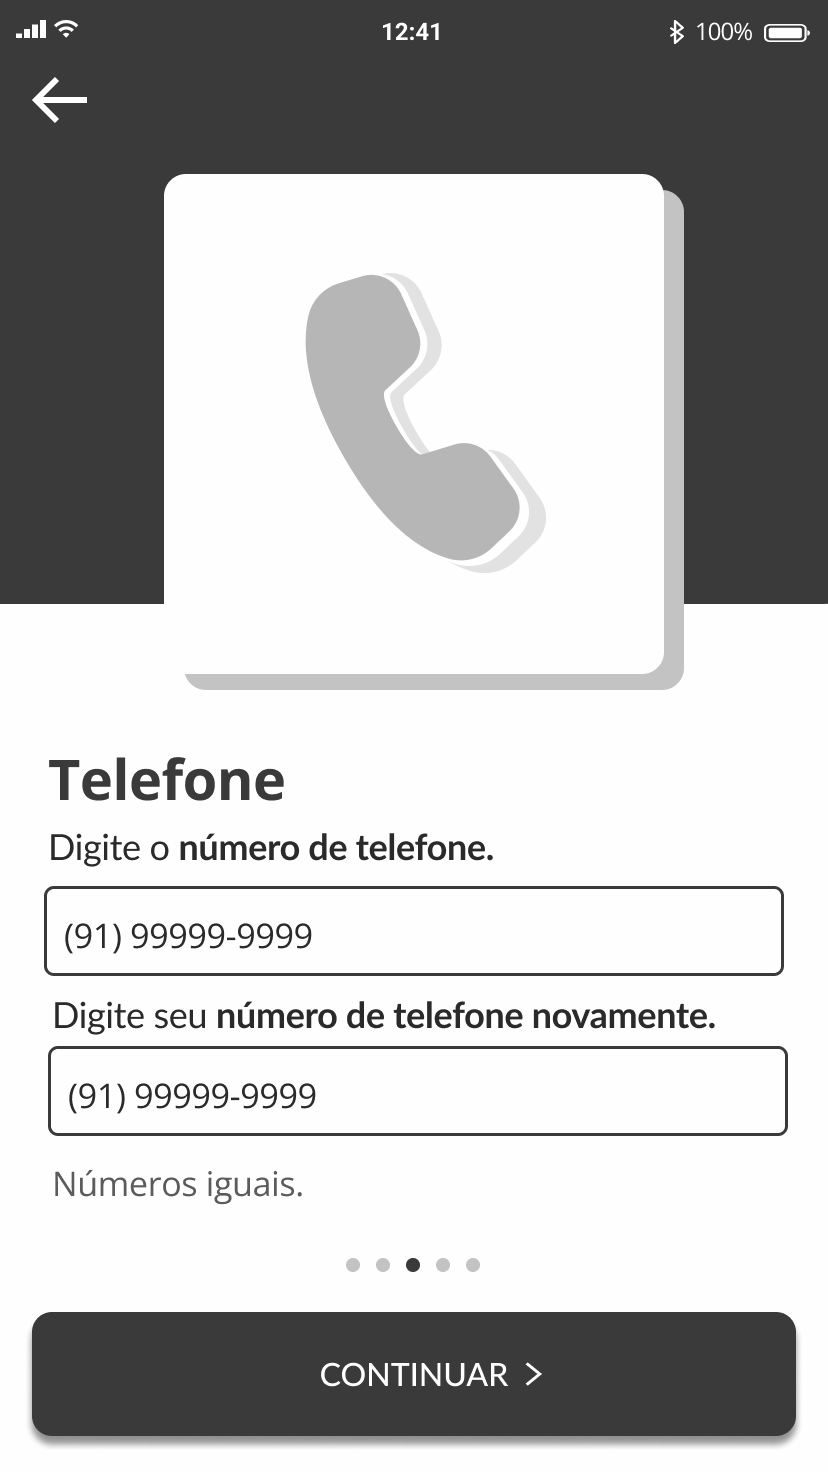 12:41
100%
Telefone
Digite o número de telefone.
(91) 99999-9999
Digite seu número de telefone novamente.
(91) 99999-9999
Números iguais.
CONTINUAR >